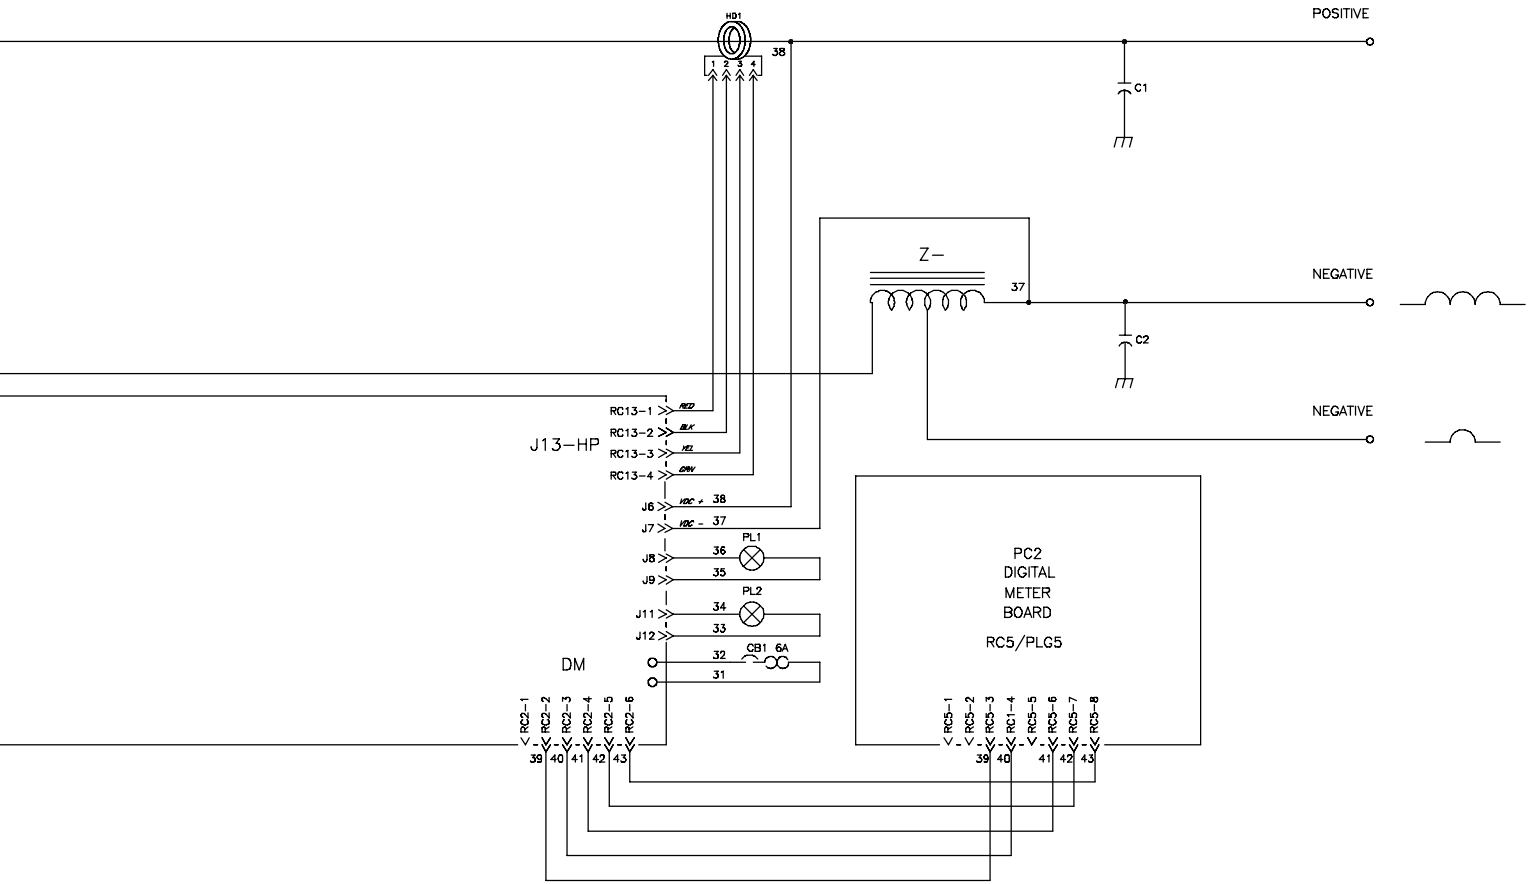 HD1
POSITIVE
38
1 2 3 4
C1
Z-
NEGATIVE
37
C2
NEGATIVE
RC13-1 RED
RC13-2 BLK
J13-HP
RC13-3 YEL
RC13-4 GRN
J6 VDC + 38
J7 VDC - 37
PL1
J8 36
J9 35
PL2
J11 34
J12 33
CB1 6A
32
31
DM
PC2
DIGITAL
METER
BOARD
RC5/PLG5
RC2-1
RC2-2
RC2-3
RC2-4
RC2-5
RC2-6
RC5-1
RC5-2
RC5-3
RC1-4
RC5-5
RC5-6
RC5-7
RC5-8
39 40 41 42 43
39 40 41 42 43